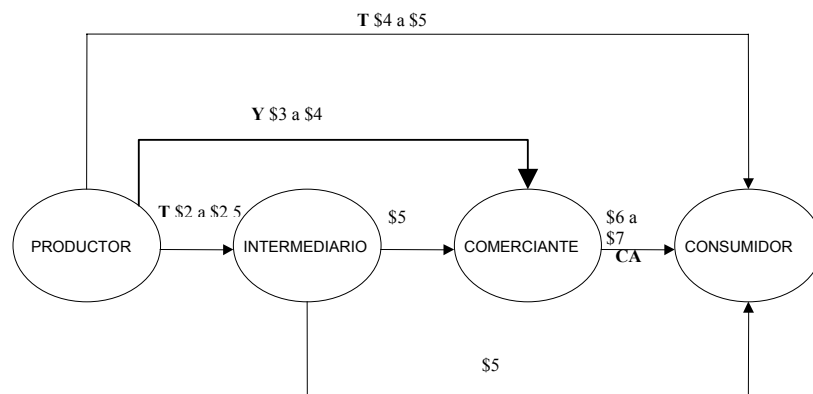 T $4 a $5
Y $3 a $4
T $2 a $2.5
$5
$6 a
$7
CA
PRODUCTOR
INTERMEDIARIO
COMERCIANTE
CONSUMIDOR
$5